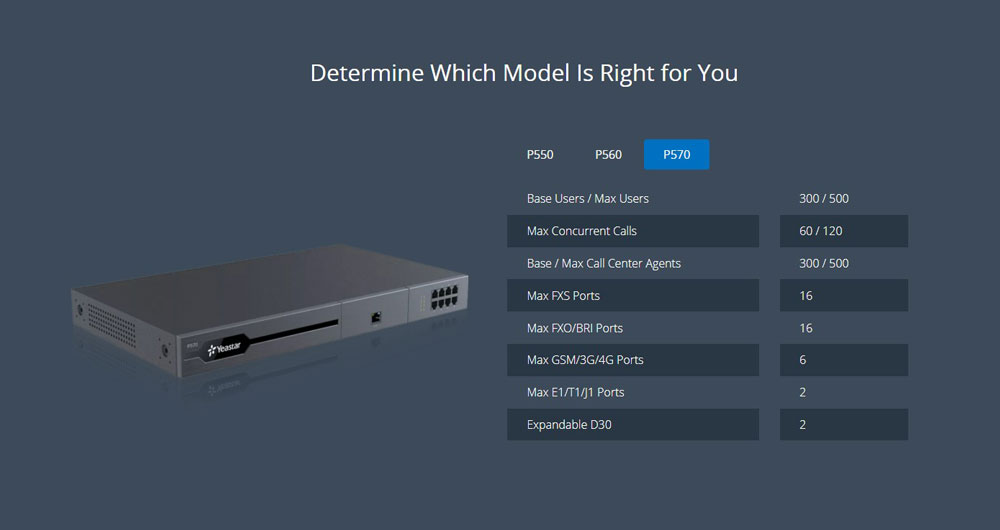 Determine Which Model Is Right for You
P550 P560 P570
Base Users / Max Users 300 / 500
Max Concurrent Calls 60 / 120
Base / Max Call Center Agents 300 / 500
Max FXS Ports 16
Max FXO/BRI Ports 16
Max GSM/3G/4G Ports 6
Max E1/T1/J1 Ports 2
Expandable D30 2
P570 Yeastar